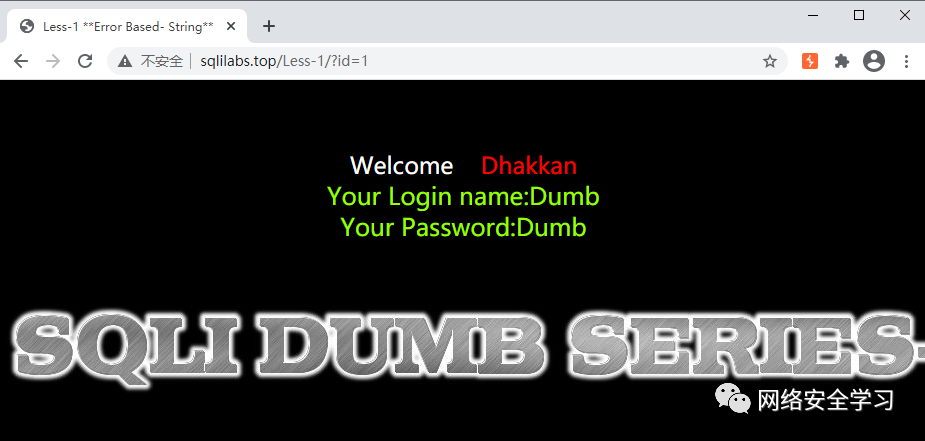 Less-1 **Error Based- String**
不安全 sqlilabs.top/Less-1/?id=1
Welcome Dhakkan
Your Login name:Dumb
Your Password:Dumb
SQLI DUMB SERIES-
网络安全学习